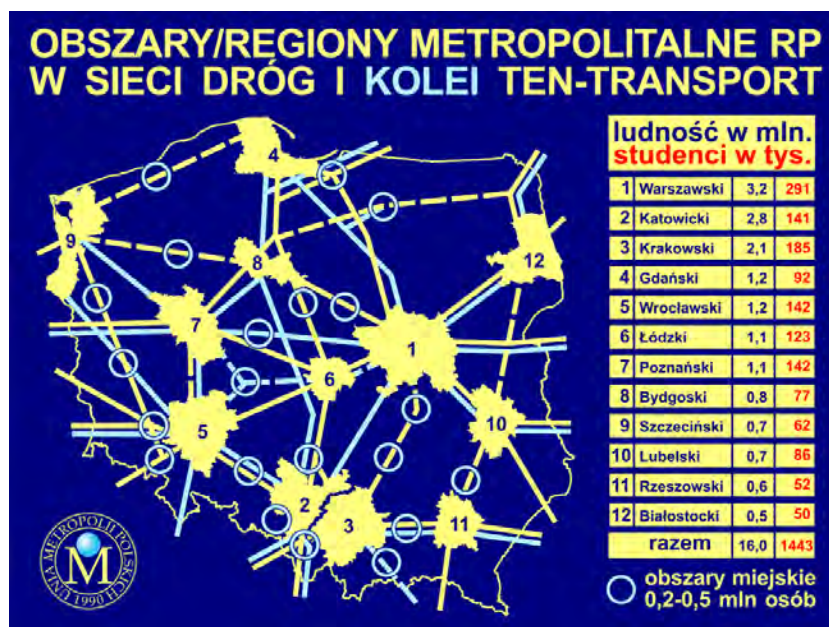 OBSZARY/REGIONY METROPOLITALNE RP
W SIECI DRÓG I KOLEI TEN-TRANSPORT
ludność w mln.
studenci w tys.
1 Warszawski 3,2 291
2 Katowicki 2,8 141
3 Krakowski 2,1 185
4 Gdański 1,2 92
5 Wrocławski 1,2 142
6 Łódzki 1,1 123
7 Poznański 1,1 142
8 Bydgoski 0,8 77
9 Szczeciński 0,7 62
10 Lubelski 0,7 86
11 Rzeszowski 0,6 52
12 Białostocki 0,5 50
razem 16,0 1443
obszary miejskie
0,2-0,5 mln osób
4
9
8
12
7
1
6
5
10
2
3
11
UNIA METROPOLII POLSKICH
M
1990